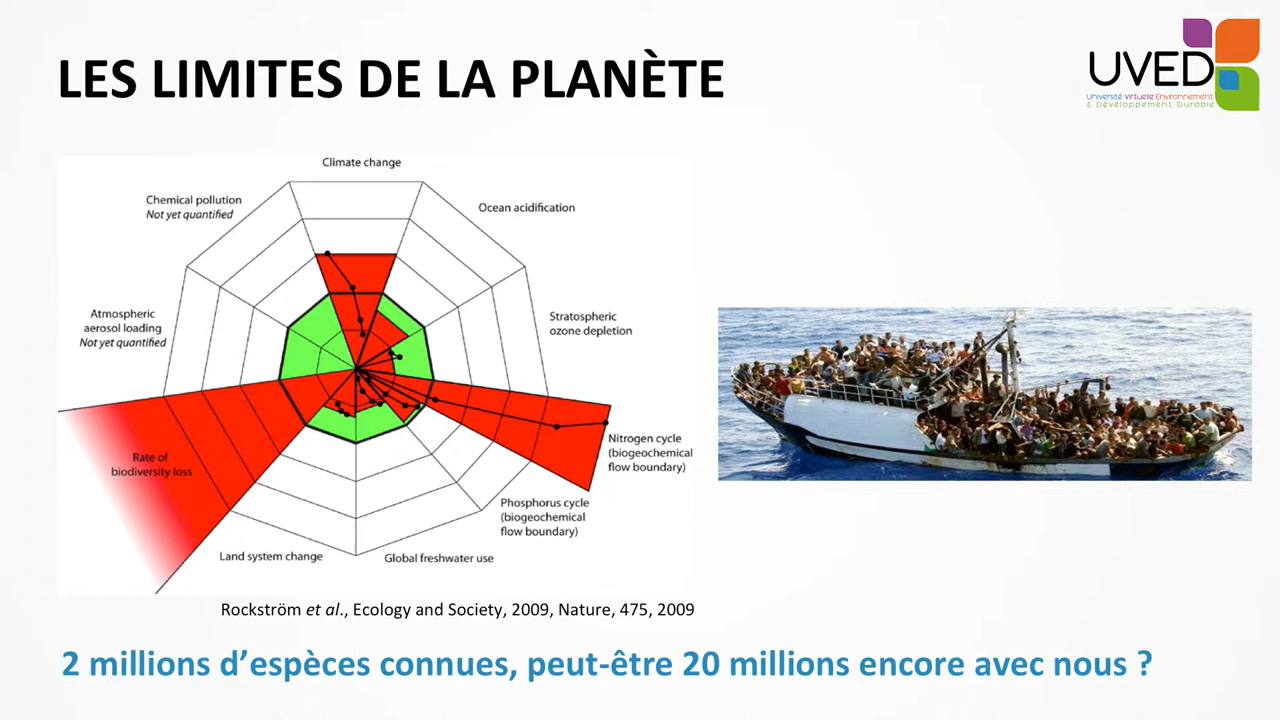 LES LIMITES DE LA PLANÈTE
UVED
Université Virtuelle Environnement
& Développement Durable
Climate change
Chemical pollution
Not yet quantified
Ocean acidification
Atmospheric
aerosol loading
Not yet quantified
Stratospheric
ozone depletion
Rate of
biodiversity loss
Nitrogen cycle
(biogeochemical
flow boundary)
Phosphorus cycle
(biogeochemical
flow boundary)
Land system change
Global freshwater use
Rockström et al., Ecology and Society, 2009, Nature, 475, 2009
2 millions d’espèces connues, peut-être 20 millions encore avec nous ?